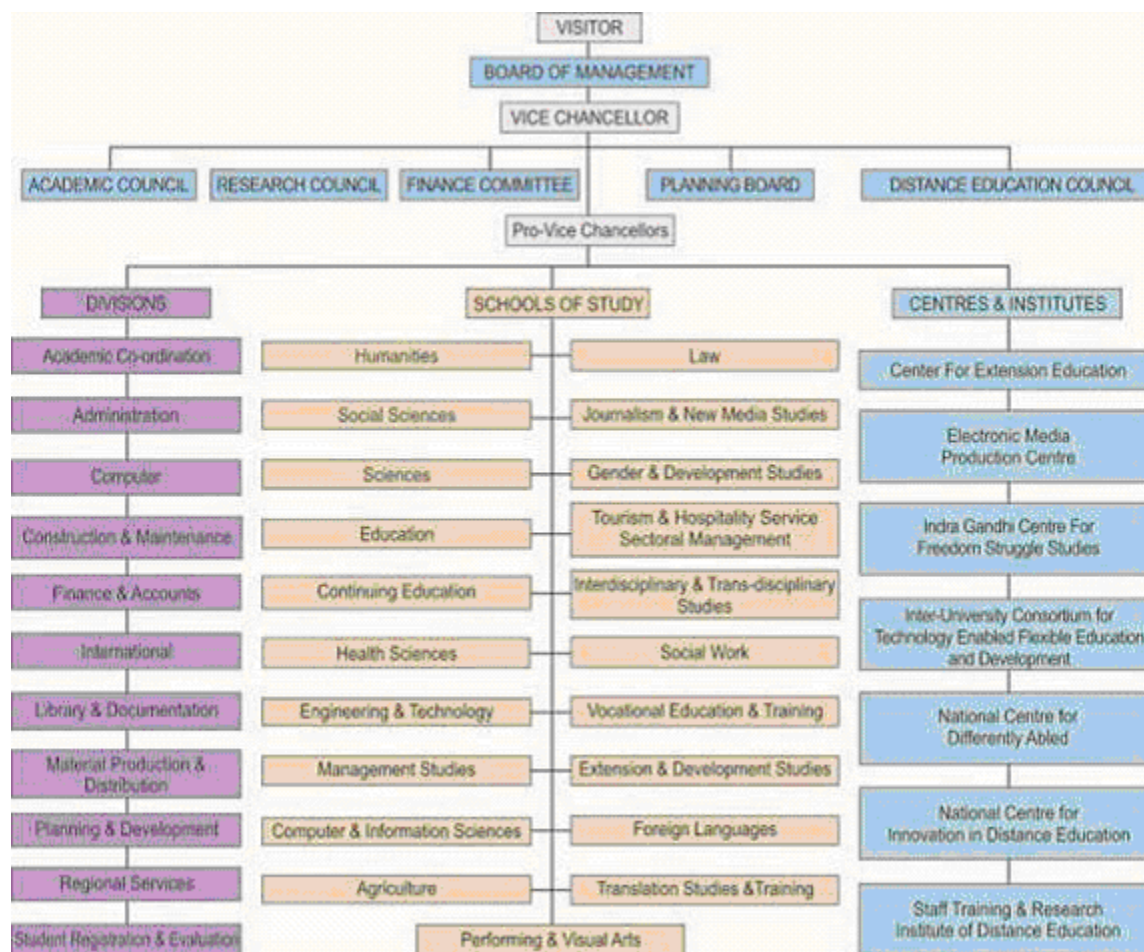 VISITOR
BOARD OF MANAGEMENT
VICE CHANCELLOR
ACADEMIC COUNCIL
RESEARCH COUNCIL
FINANCE COMMITTEE
PLANNING BOARD
DISTANCE EDUCATION COUNCIL
Pro-Vice Chancellors
DIVISIONS
Academic Co-ordination
Administration
Computer
Construction & Maintenance
Finance & Accounts
International
Library & Documentation
Material Production &
Distribution
Planning & Development
Regional Services
Student Registration & Evaluation
SCHOOLS OF STUDY
Humanities
Law
Social Sciences
Journalism & New Media Studies
Sciences
Gender & Development Studies
Education
Tourism & Hospitality Service
Sectoral Management
Continuing Education
Interdisciplinary & Trans-disciplinary
Studies
Health Sciences
Social Work
Engineering & Technology
Vocational Education & Training
Management Studies
Extension & Development Studies
Computer & Information Sciences
Foreign Languages
Agriculture
Translation Studies &Training
Performing & Visual Arts
CENTRES & INSTITUTES
Center For Extension Education
Electronic Media
Production Centre
Indra Gandhi Centre For
Freedom Struggle Studies
Inter-University Consortium for
Technology Enabled Flexible Education
and Development
National Centre for
Differently Abled
National Centre for
Innovation in Distance Education
Staff Training & Research
Institute of Distance Education